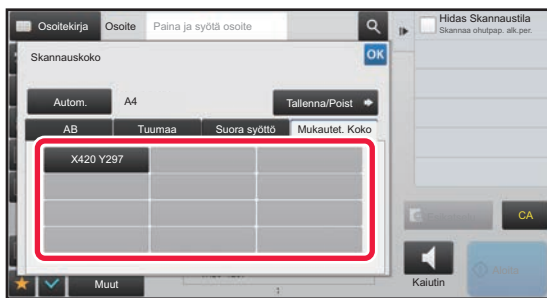 Osoitekirja Osoite Paina ja syötä osoite
Hidas Skannaustila
Skannaa ohutpap. alk.per.
Skannauskoko OK
Autom. A4 Tallenna/Poist
AB Tuumaa Suora syöttö Mukautet. Koko
X420 Y297
CA
Muut Kaiutin